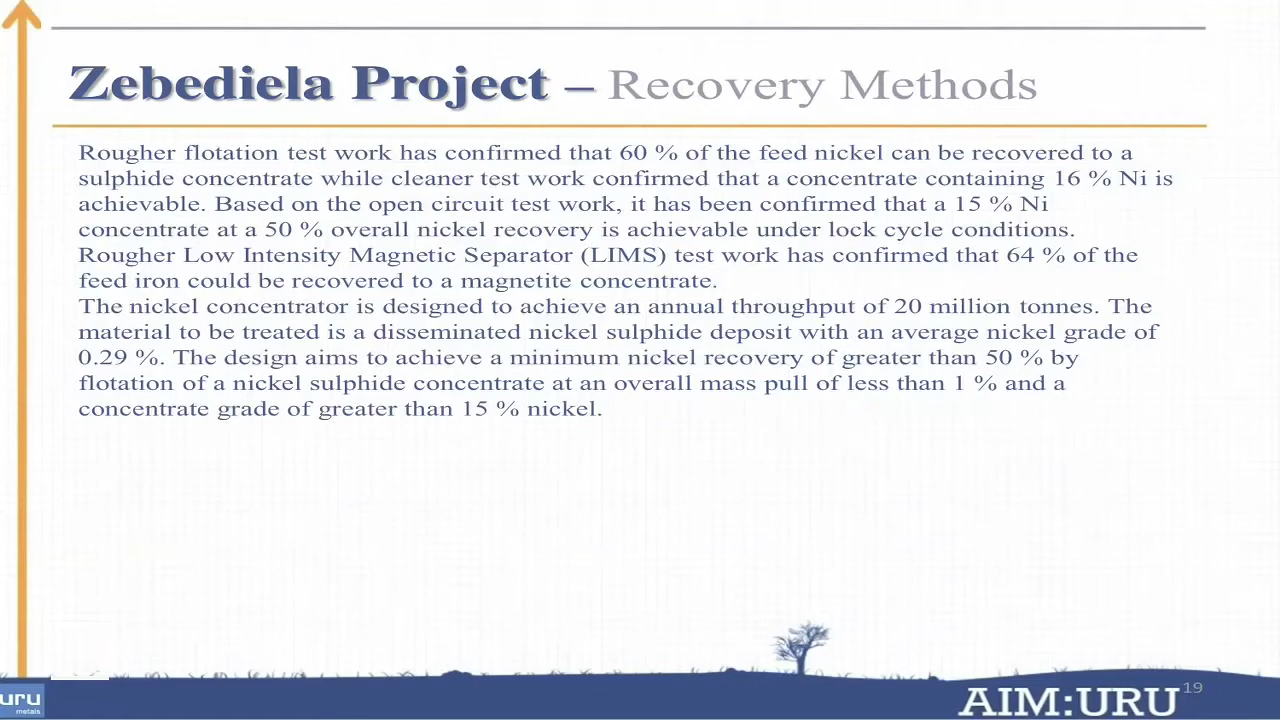 Zebediela Project – Recovery Methods
Rougher flotation test work has confirmed that 60 % of the feed nickel can be recovered to a
sulphide concentrate while cleaner test work confirmed that a concentrate containing 16 % Ni is
achievable. Based on the open circuit test work, it has been confirmed that a 15 % Ni
concentrate at a 50 % overall nickel recovery is achievable under lock cycle conditions.
Rougher Low Intensity Magnetic Separator (LIMS) test work has confirmed that 64 % of the
feed iron could be recovered to a magnetite concentrate.
The nickel concentrator is designed to achieve an annual throughput of 20 million tonnes. The
material to be treated is a disseminated nickel sulphide deposit with an average nickel grade of
0.29 %. The design aims to achieve a minimum nickel recovery of greater than 50 % by
flotation of a nickel sulphide concentrate at an overall mass pull of less than 1 % and a
concentrate grade of greater than 15 % nickel.
uru
metals
AIM:URU
19